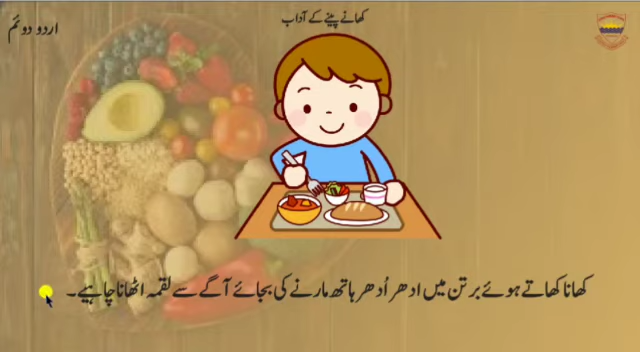 کھانے پینے کے آداب
اردو دوئم
کھانا کھاتے ہوئے برتن میں ادھر اُدھر ہاتھ مارنے کی بجائے آگے سے لقمہ اٹھانا چاہیے۔